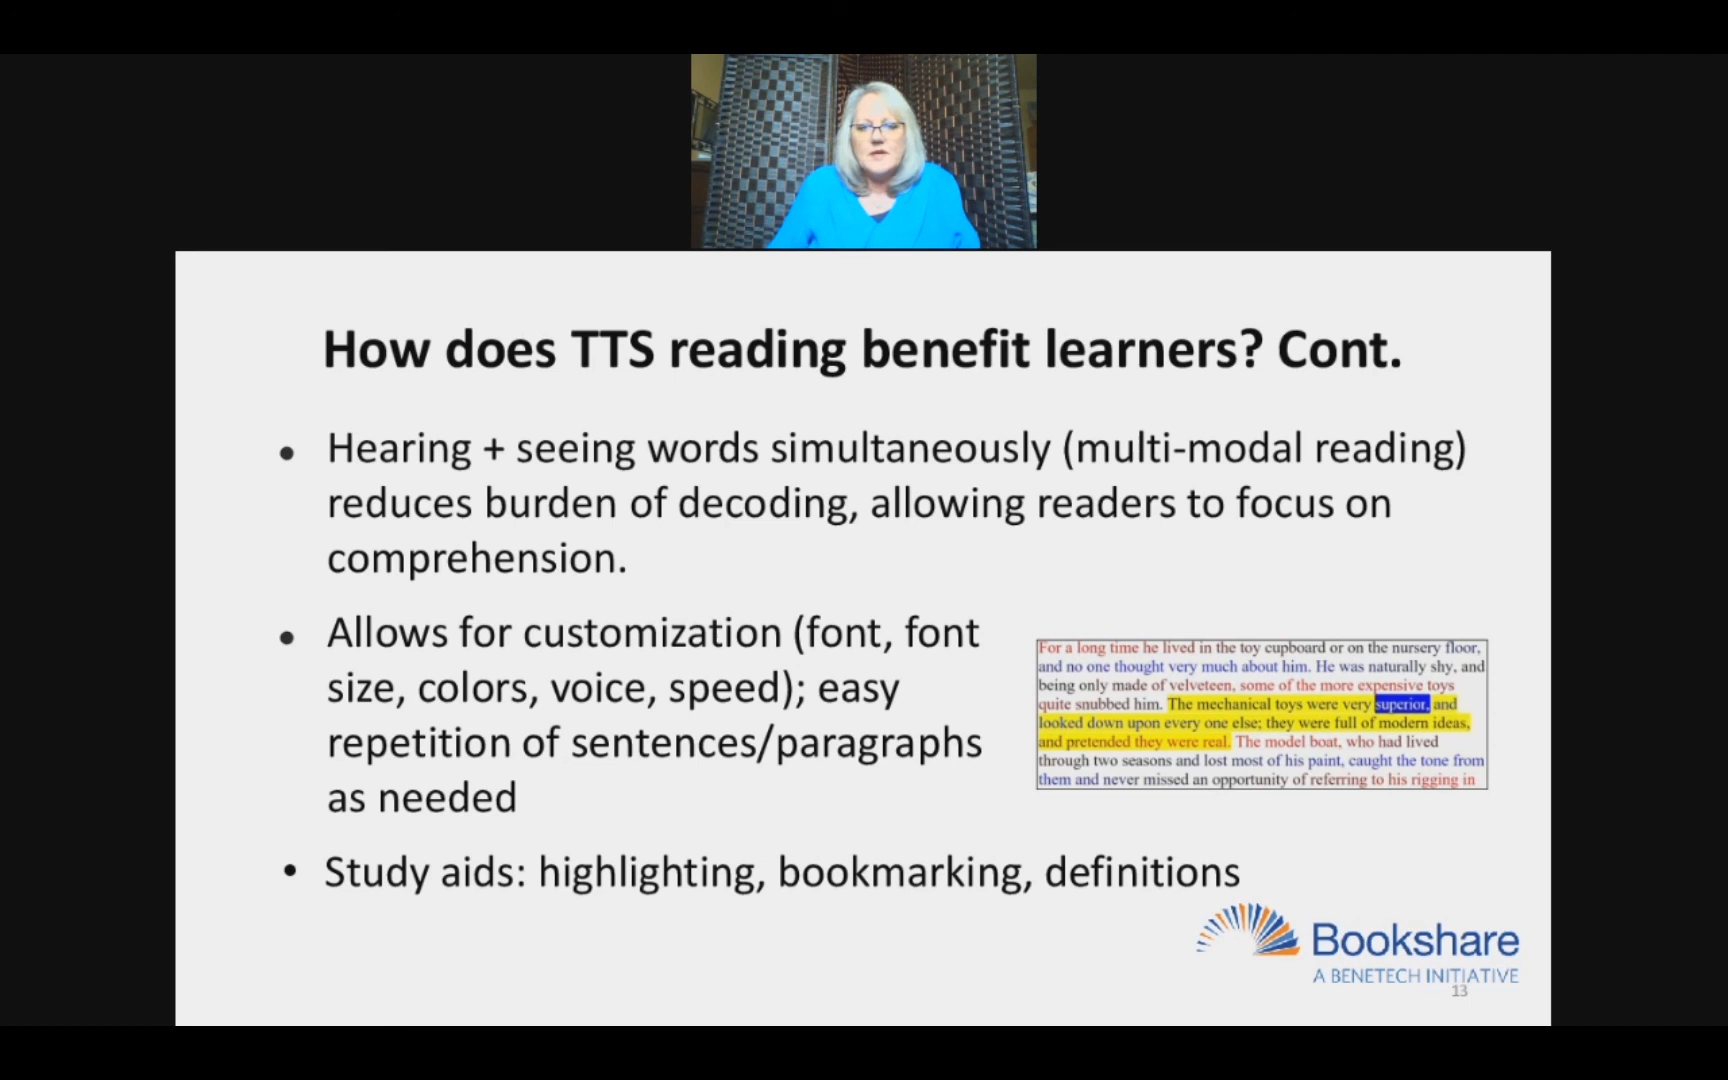 How does TTS reading benefit learners? Cont.
• Hearing + seeing words simultaneously (multi-modal reading)
reduces burden of decoding, allowing readers to focus on
comprehension.
• Allows for customization (font, font
size, colors, voice, speed); easy
repetition of sentences/paragraphs
as needed
For a long time he lived in the toy cupboard or on the nursery floor,
and no one thought very much about him. He was naturally shy, and
being only made of velveteen, some of the more expensive toys
quite snubbed him. The mechanical toys were very superior, and
looked down upon every one else; they were full of modern ideas,
and pretended they were real. The model boat, who had lived
through two seasons and lost most of his paint, caught the tone from
them and never missed an opportunity of referring to his rigging in
• Study aids: highlighting, bookmarking, definitions
Bookshare
A BENETECH INITIATIVE
13